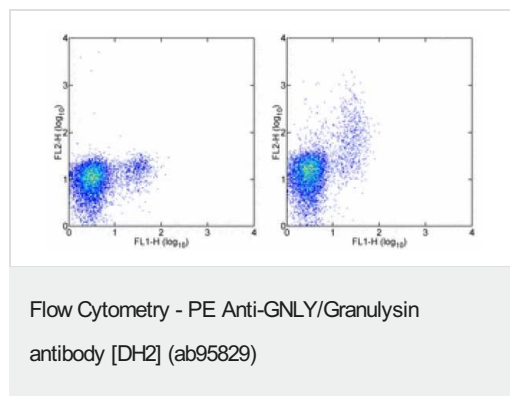 4
3
2
1
0
FL2-H (log10)
0 1 2 3 4
FL1-H (log10)
4
3
2
1
0
FL2-H (log10)
0 1 2 3 4
FL1-H (log10)
Flow Cytometry - PE Anti-GNLY/Granulysin
antibody [DH2] (ab95829)